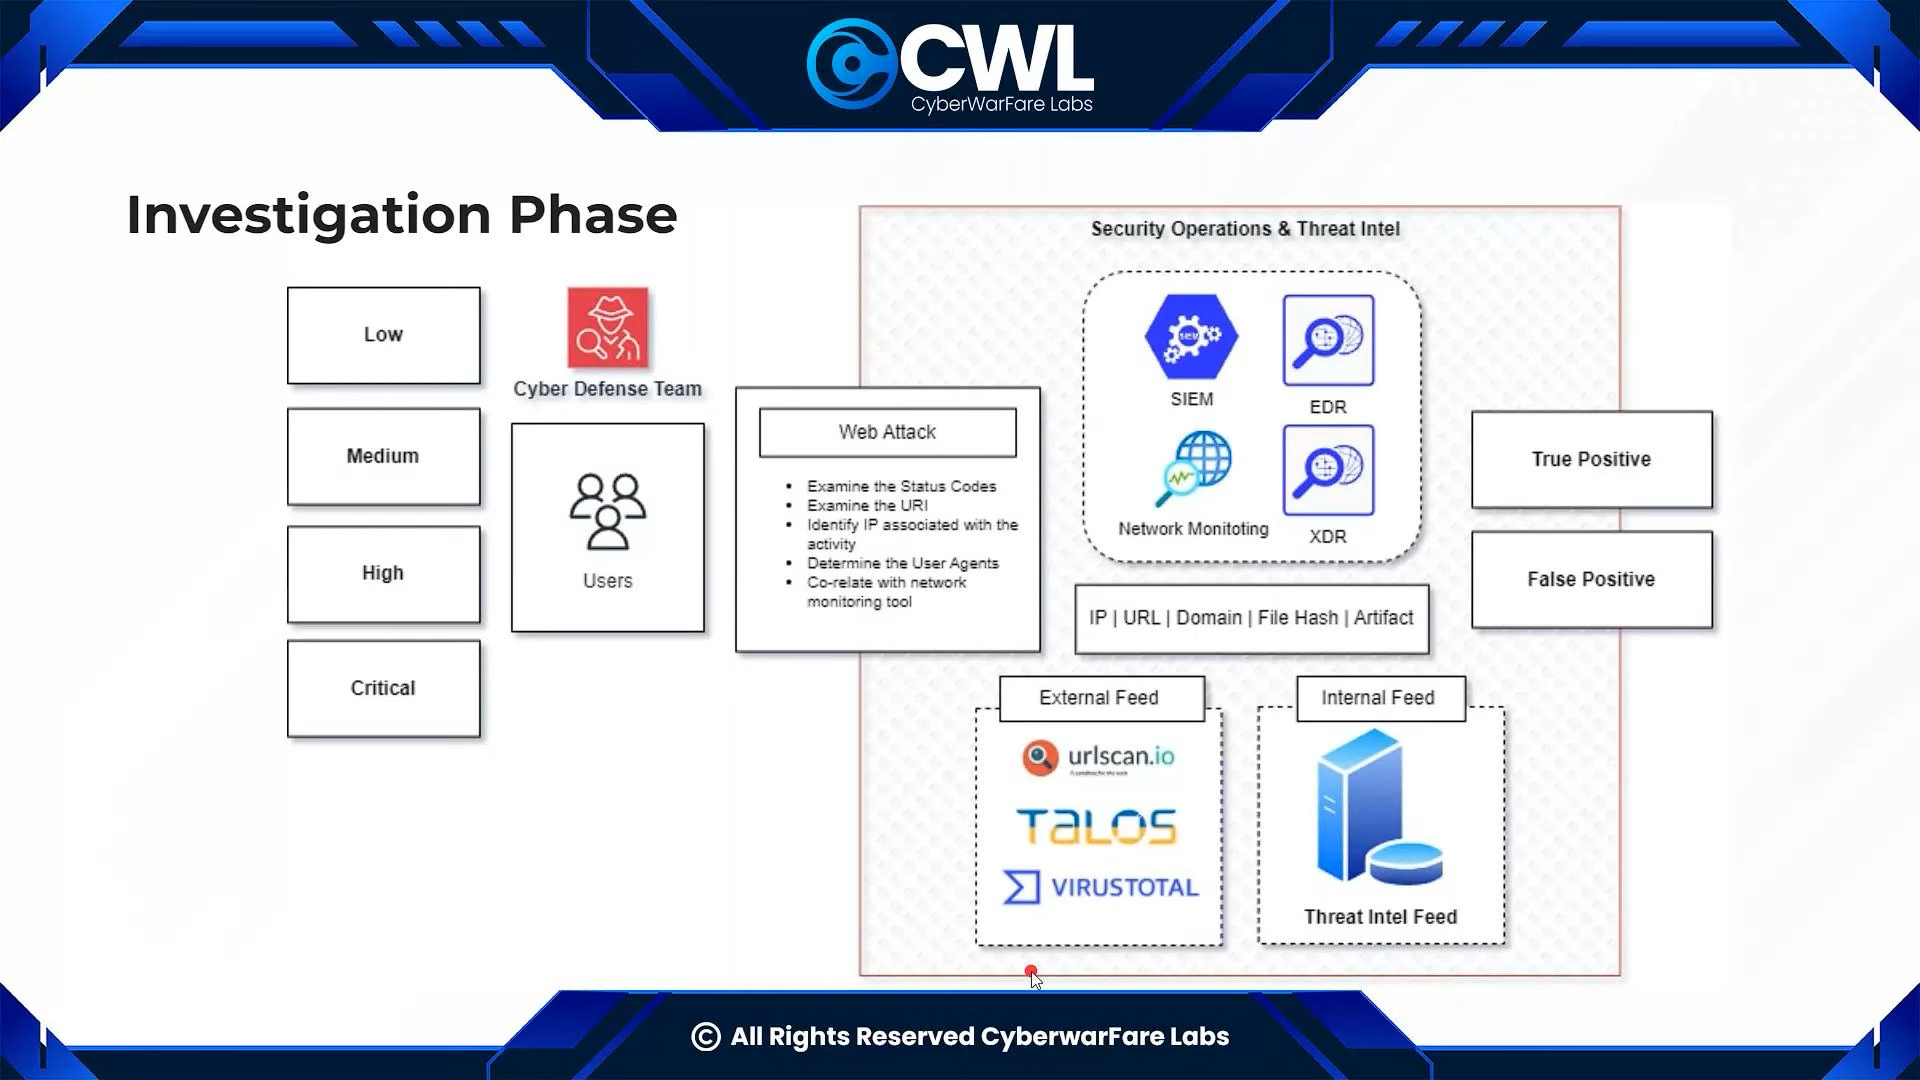 CWL
CyberWarFare Labs
Investigation Phase
Security Operations & Threat Intel
Low
Medium
High
Critical
Cyber Defense Team
Users
Web Attack
• Examine the Status Codes
• Examine the URI
• Identify IP associated with the
activity
• Determine the User Agents
• Co-relate with network
monitoring tool
SIEM
SIEM
EDR
Network Monitoting
XDR
IP | URL | Domain | File Hash | Artifact
True Positive
False Positive
External Feed
urlscan.io
TALOS
VIRUSTOTAL
Internal Feed
Threat Intel Feed
© All Rights Reserved CyberwarFare Labs